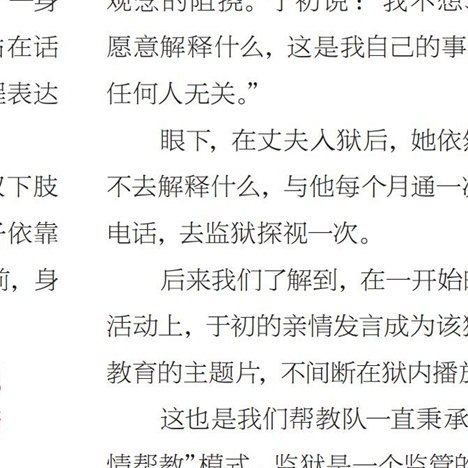 一身
在话
表达
下肢
依靠
前，身
观念的阻挠。于初说：“我不想
愿意解释什么，这是我自己的事
任何人无关。”
眼下，在丈夫入狱后，她依
不去解释什么，与他每个月通一
电话，去监狱探视一次。
后来我们了解到，在一开始
活动上，于初的亲情发言成为该
教育的主题片，不间断在狱内播
这也是我们帮教队一直秉承
情帮教”模式，监狱是一个监管的